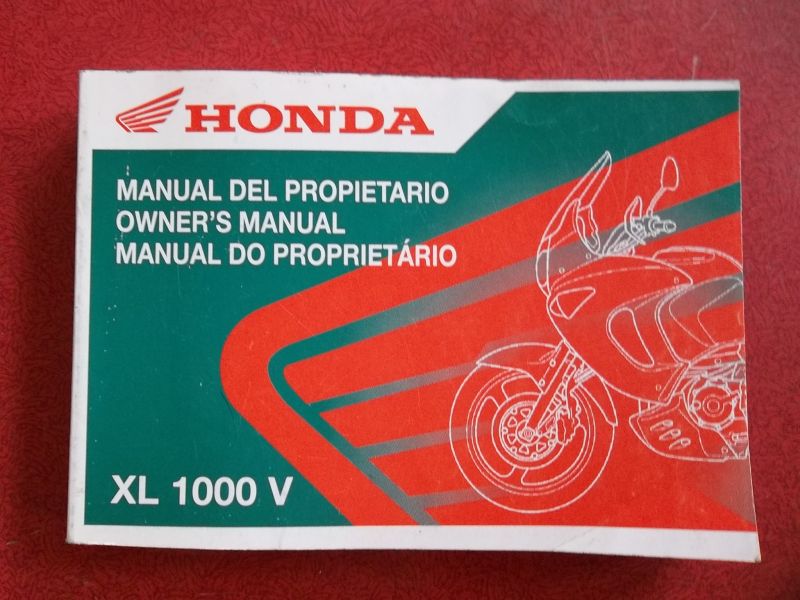 HONDA
MANUAL DEL PROPIETARIO
OWNER'S MANUAL
MANUAL DO PROPRIETÁRIO
XL 1000 V